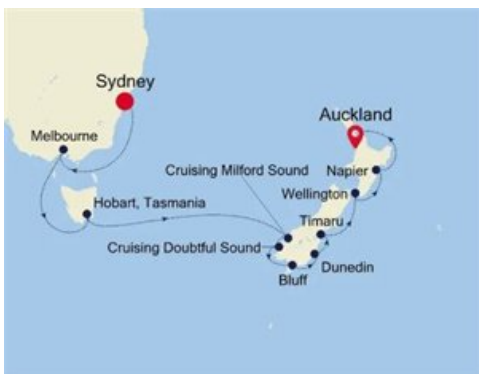 Sydney
Auckland
Melbourne
Napier
Cruising Milford Sound
Wellington
Hobart, Tasmania
Timaru
Cruising Doubtful Sound
Dunedin
Bluff